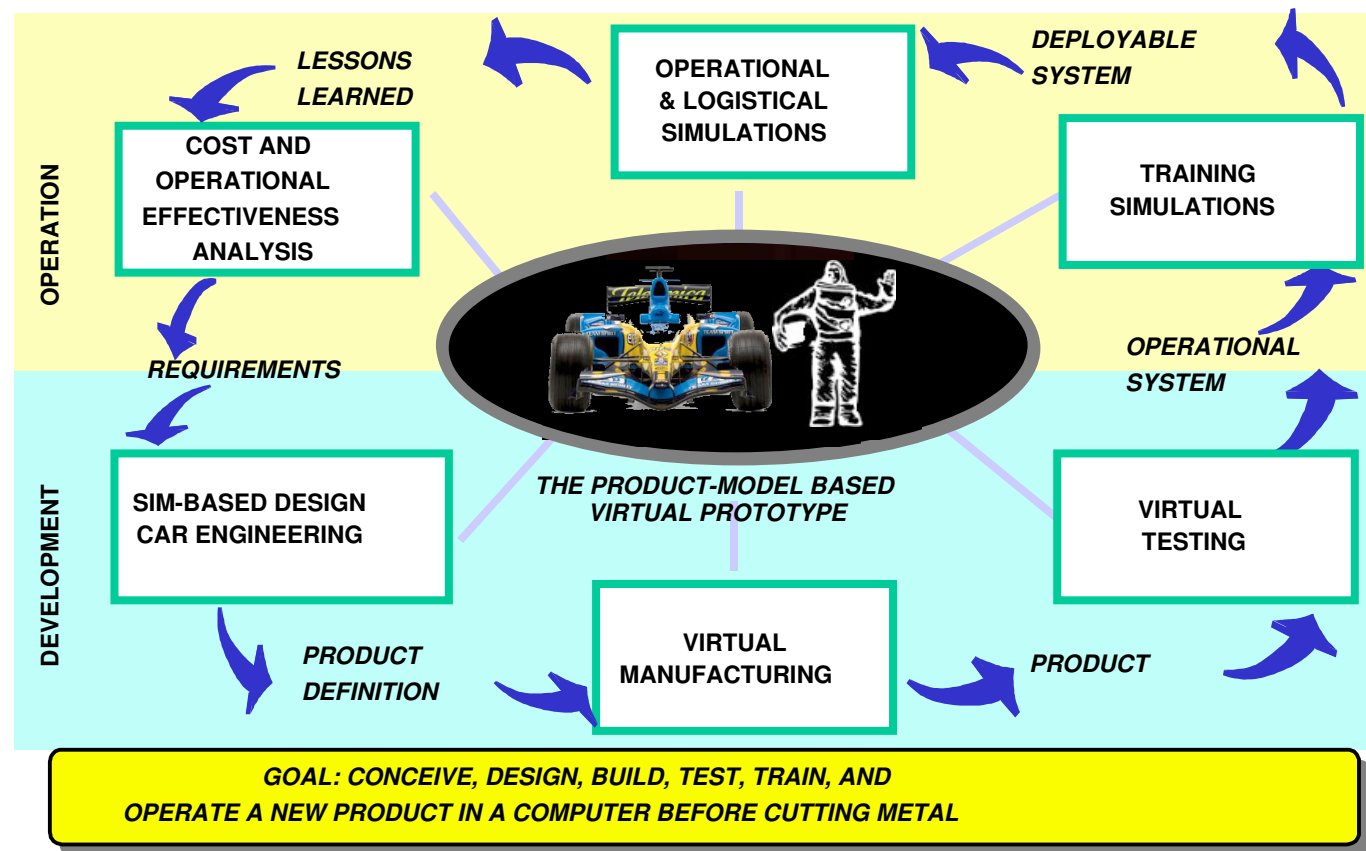 LESSONS
LEARNED
OPERATIONAL
& LOGISTICAL
SIMULATIONS
DEPLOYABLE
SYSTEM
COST AND
OPERATIONAL
EFFECTIVENESS
ANALYSIS
TRAINING
SIMULATIONS
OPERATION
Telefonica
REQUIREMENTS
OPERATIONAL
SYSTEM
THE PRODUCT-MODEL BASED
VIRTUAL PROTOTYPE
SIM-BASED DESIGN
CAR ENGINEERING
VIRTUAL
TESTING
DEVELOPMENT
PRODUCT
DEFINITION
VIRTUAL
MANUFACTURING
PRODUCT
GOAL: CONCEIVE, DESIGN, BUILD, TEST, TRAIN, AND
OPERATE A NEW PRODUCT IN A COMPUTER BEFORE CUTTING METAL